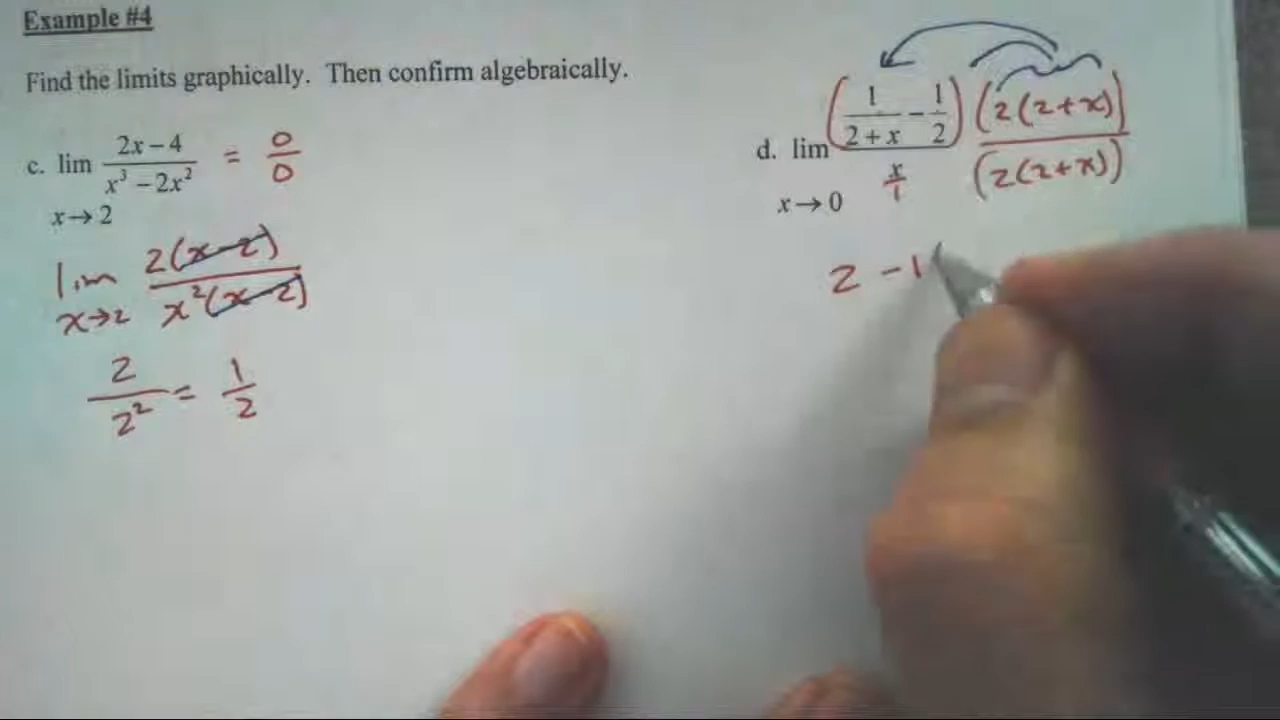 Example #4
Find the limits graphically. Then confirm algebraically.
c. lim (2x − 4)/(x³ − 2x²) = 0/0
x → 2
lim 2(x−2)/x²(x−2)
x→2
2/2² = 1/2
d. lim (1/(2+x) − 1/2)/(x/1) (2(2+x))/(2(2+x))
x → 0
2 −1(